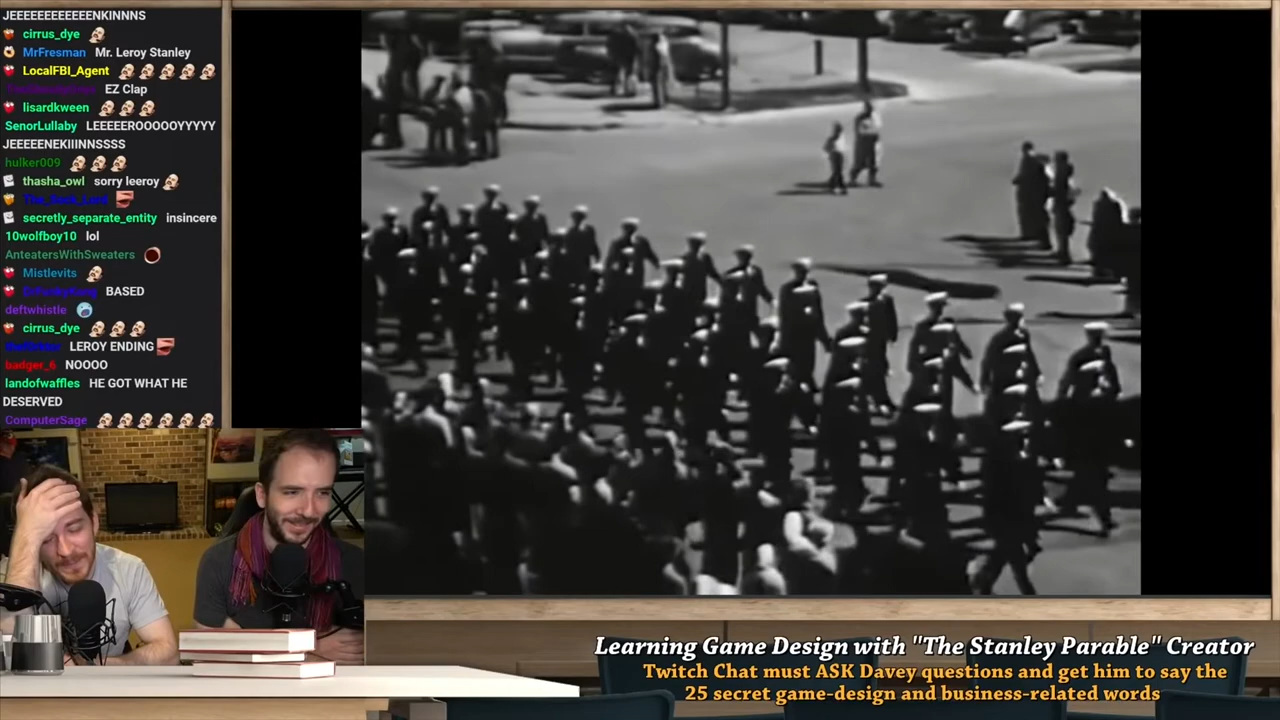 JEEEEEEEEEEENKINNNS
cirrus_dye
MrFresman Mr. Leroy Stanley
LocalFBI_Agent
EZ Clap
lisardkween
SenorLullaby LEEEEEROOOOOYYYYY
JEEEEENEKIIINNSSSS
hulker009
thasha_owl sorry leeroy
secretly_separate_entity insincere
10wolfboy10 lol
AnteatersWithSweaters
Mistlevits
BASED
deftwhistle
cirrus_dye
LEROY ENDING
badger_6 NOOOO
landofwaffles HE GOT WHAT HE
DESERVED
ComputerSage
Learning Game Design with "The Stanley Parable" Creator
Twitch Chat must ASK Davey questions and get him to say the
25 secret game-design and business-related words